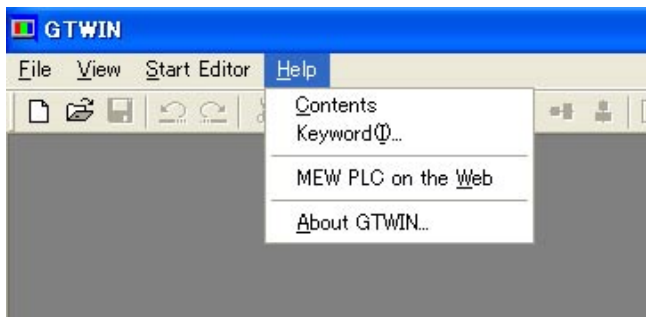 GTWIN
File View Start Editor Help
Contents
Keyword(I)...
MEW PLC on the Web
About GTWIN...